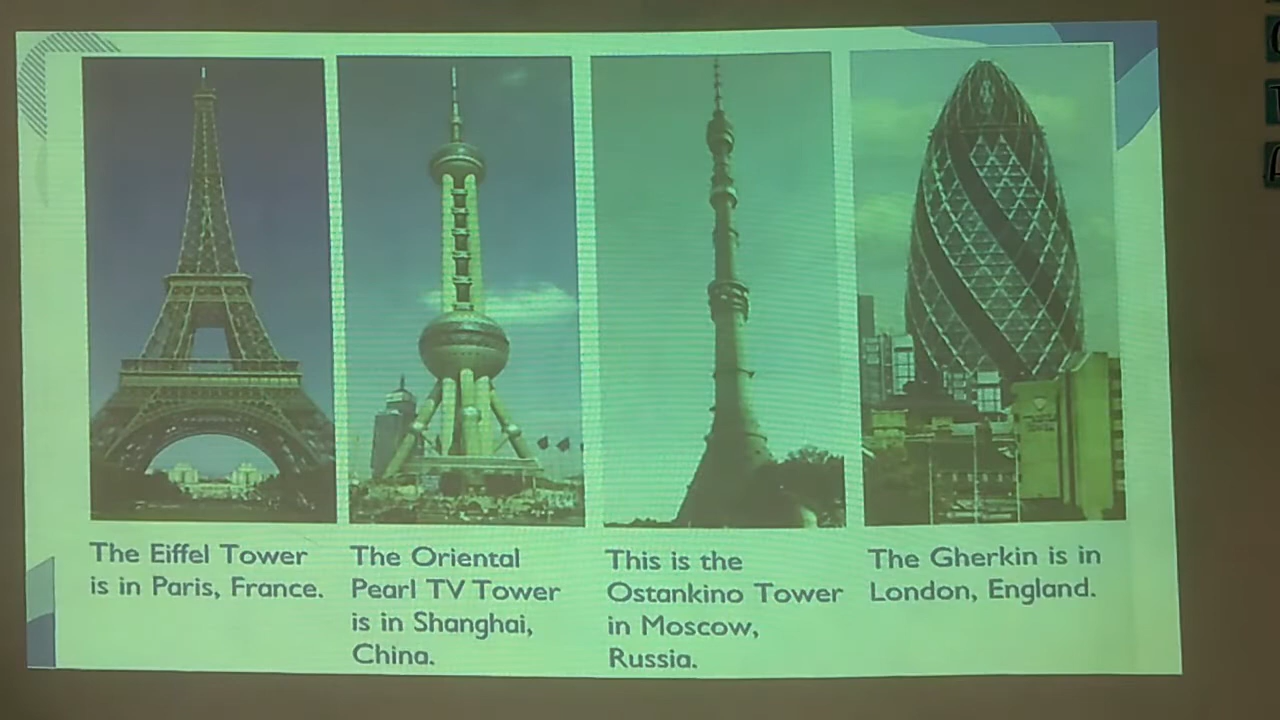 The Eiffel Tower
is in Paris, France.
The Oriental
Pearl TV Tower
is in Shanghai,
China.
This is the
Ostankino Tower
in Moscow,
Russia.
The Gherkin is in
London, England.